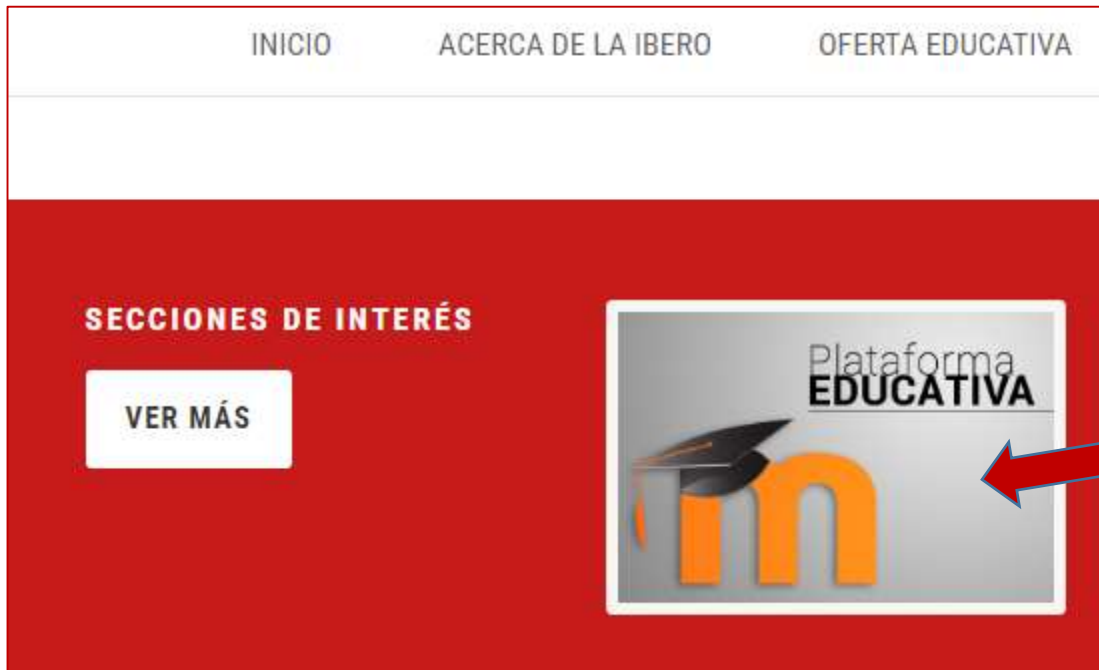 INICIO ACERCA DE LA IBERO OFERTA EDUCATIVA
SECCIONES DE INTERÉS
VER MÁS
Plataforma
EDUCATIVA
m